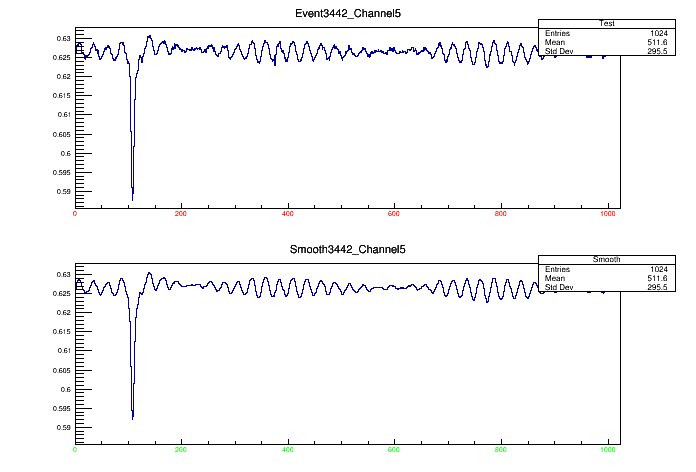 Event3442_Channel5
Test
Entries 1024
Mean 511.6
Std Dev 295.5
0.63
0.625
0.62
0.615
0.61
0.605
0.6
0.595
0.59
0 200 400 600 800 1000
Smooth3442_Channel5
Smooth
Entries 1024
Mean 511.6
Std Dev 295.5
0.63
0.625
0.62
0.615
0.61
0.605
0.6
0.595
0.59
0 200 400 600 800 1000